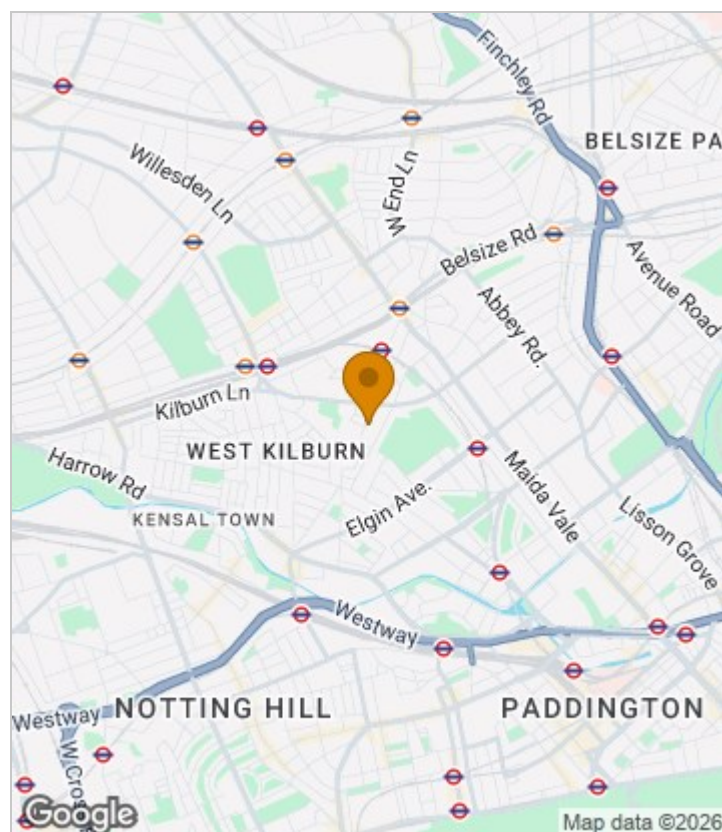 Finchley Rd
BELSIZE PA
Willesden Ln
W End Ln
Belsize Rd
Avenue Road
Abbey Rd.
Kilburn Ln
WEST KILBURN
Harrow Rd
Maida Vale
Elgin Ave.
KENSAL TOWN
Lisson Grove
Westway
NOTTING HILL
PADDINGTON
Westway
W Cros
Google
Map data ©2026